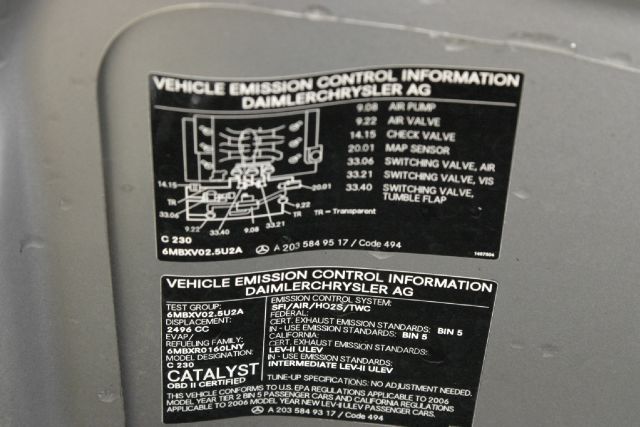 VEHICLE EMISSION CONTROL INFORMATION
DAIMLERCHRYSLER AG
9.08 AIR PUMP
9.22 AIR VALVE
14.15 CHECK VALVE
20.01 MAP SENSOR
33.06 SWITCHING VALVE, AIR
33.21 SWITCHING VALVE, VIS
33.40 SWITCHING VALVE,
TUMBLE FLAP
14.15
20.01
TR
TR
33.06
9.22
9.22 33.40 9.08 33.21
TR = Transparent
C 230
6MBXV02.5U2A
A 203 584 95 17 / Code 494
VEHICLE EMISSION CONTROL INFORMATION
DAIMLERCHRYSLER AG
TEST GROUP:
6MBXV02.5U2A
DISPLACEMENT:
2496 CC
EVAP/
REFUELING FAMILY:
6MBXR0160LNY
MODEL DESIGNATION:
C 230
CATALYST
OBD II CERTIFIED
EMISSION CONTROL SYSTEM:
SFI/AIR/HO2S/TWC
FEDERAL:
CERT. EXHAUST EMISSION STANDARDS: BIN 5
IN - USE EMISSION STANDARDS: BIN 5
CALIFORNIA:
CERT. EXHAUST EMISSION STANDARDS:
LEV-II ULEV
IN - USE EXHAUST EMISSION STANDARDS:
INTERMEDIATE LEV-II ULEV
TUNE-UP SPECIFICATIONS: NO ADJUSTMENT NEEDED.
THIS VEHICLE CONFORMS TO U.S. EPA REGULATIONS APPLICABLE TO 2006
MODEL YEAR TIER 2 BIN 5 PASSENGER CARS AND CALIFORNIA REGULATIONS
APPLICABLE TO 2006 MODEL YEAR NEW LEV-II ULEV PASSENGER CARS.
A 203 584 93 17 / Code 494